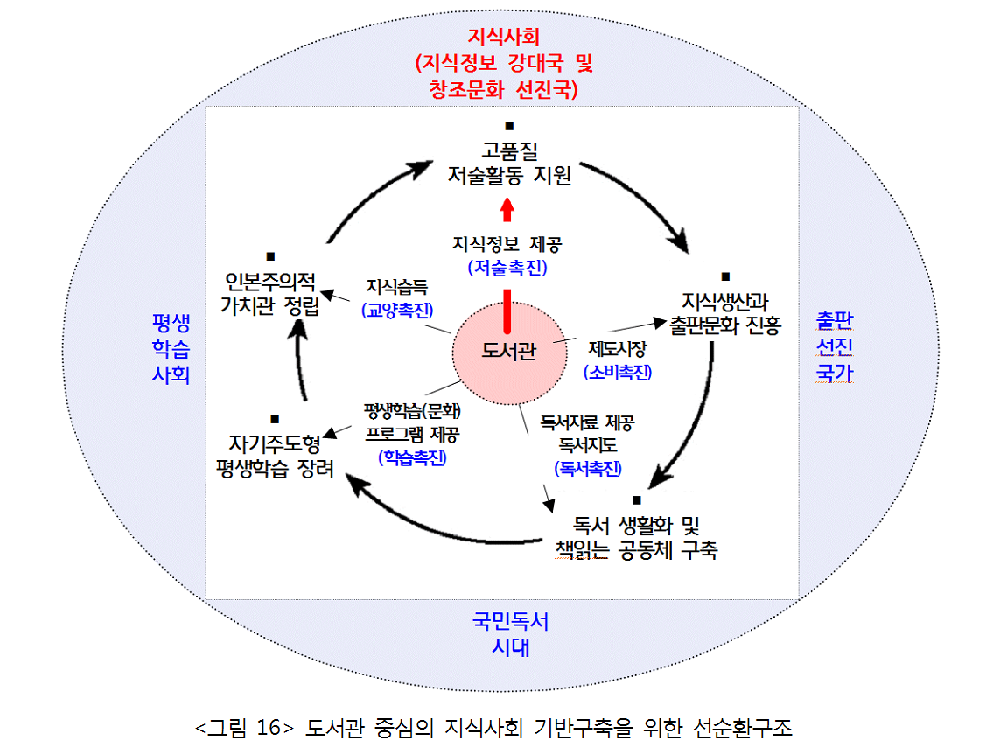 지식사회
(지식정보 강대국 및
창조문화 선진국)
■
고품질
저술활동 지원
지식정보 제공
(저술촉진)
■
인본주의적
가치관 정립
지식습득
(교양촉진)
■
지식생산과
출판문화 진흥
제도시장
(소비촉진)
도서관
평생
학습
사회
출판
선진
국가
평생학습(문화)
프로그램 제공
(학습촉진)
■
자기주도형
평생학습 장려
독서자료 제공
독서지도
(독서촉진)
■
독서 생활화 및
책읽는 공동체 구축
국민독서
시대
<그림 16> 도서관 중심의 지식사회 기반구축을 위한 선순환구조